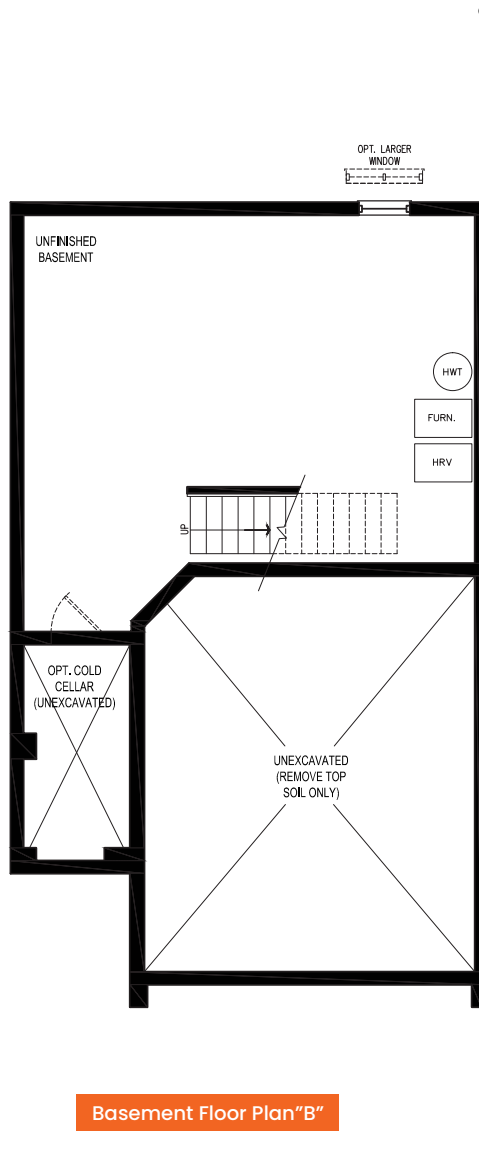 OPT. LARGER
WINDOW
UNFINISHED
BASEMENT
HWT
FURN.
HRV
UP
OPT. COLD
CELLAR
(UNEXCAVATED)
UNEXCAVATED
(REMOVE TOP
SOIL ONLY)
Basement Floor Plan"B"